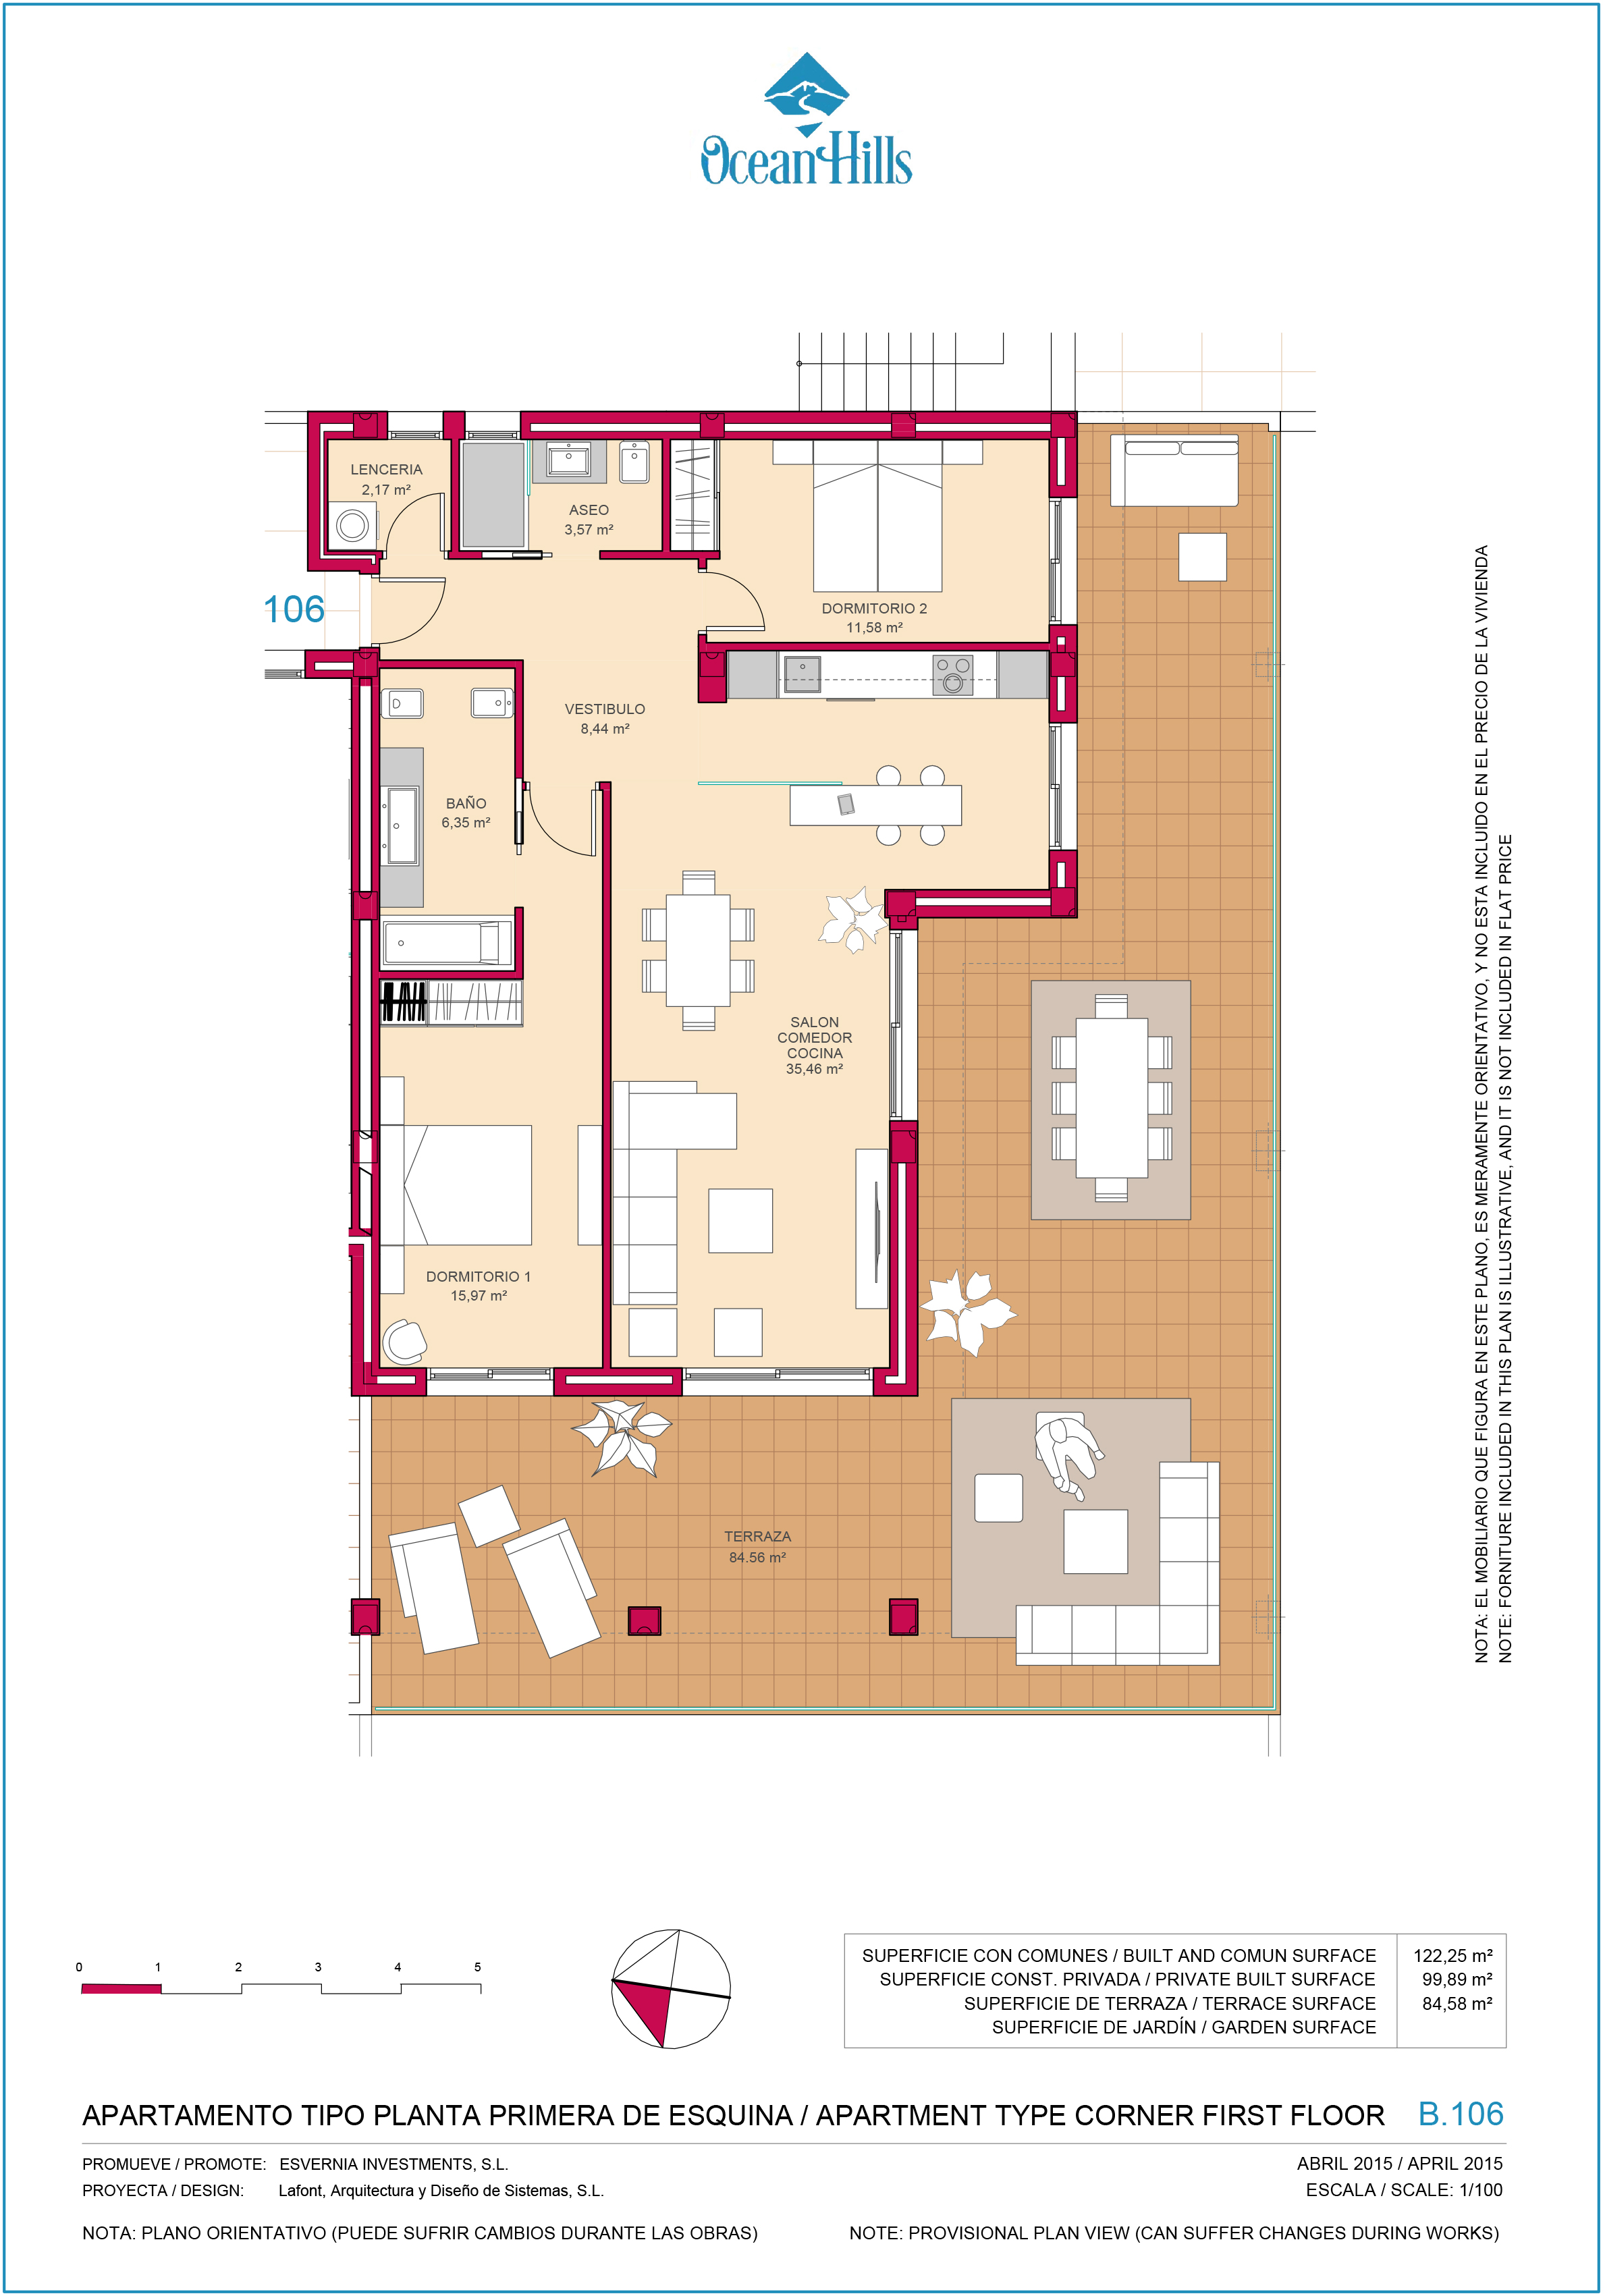 OceanHills
LENCERIA
2,17 m²
ASEO
3,57 m²
106
DORMITORIO 2
11,58 m²
VESTIBULO
8,44 m²
BAÑO
6,35 m²
SALON
COMEDOR
COCINA
35,46 m²
DORMITORIO 1
15,97 m²
TERRAZA
84.56 m²
NOTA: EL MOBILIARIO QUE FIGURA EN ESTE PLANO, ES MERAMENTE ORIENTATIVO, Y NO ESTA INCLUIDO EN EL PRECIO DE LA VIVIENDA
NOTE: FORNITURE INCLUDED IN THIS PLAN IS ILLUSTRATIVE, AND IT IS NOT INCLUDED IN FLAT PRICE
0 1 2 3 4 5
SUPERFICIE CON COMUNES / BUILT AND COMUN SURFACE 122,25 m²
SUPERFICIE CONST. PRIVADA / PRIVATE BUILT SURFACE 99,89 m²
SUPERFICIE DE TERRAZA / TERRACE SURFACE 84,58 m²
SUPERFICIE DE JARDÍN / GARDEN SURFACE
APARTAMENTO TIPO PLANTA PRIMERA DE ESQUINA / APARTMENT TYPE CORNER FIRST FLOOR B.106
PROMUEVE / PROMOTE: ESVERNIA INVESTMENTS, S.L. ABRIL 2015 / APRIL 2015
PROYECTA / DESIGN: Lafont, Arquitectura y Diseño de Sistemas, S.L. ESCALA / SCALE: 1/100
NOTA: PLANO ORIENTATIVO (PUEDE SUFRIR CAMBIOS DURANTE LAS OBRAS) NOTE: PROVISIONAL PLAN VIEW (CAN SUFFER CHANGES DURING WORKS)